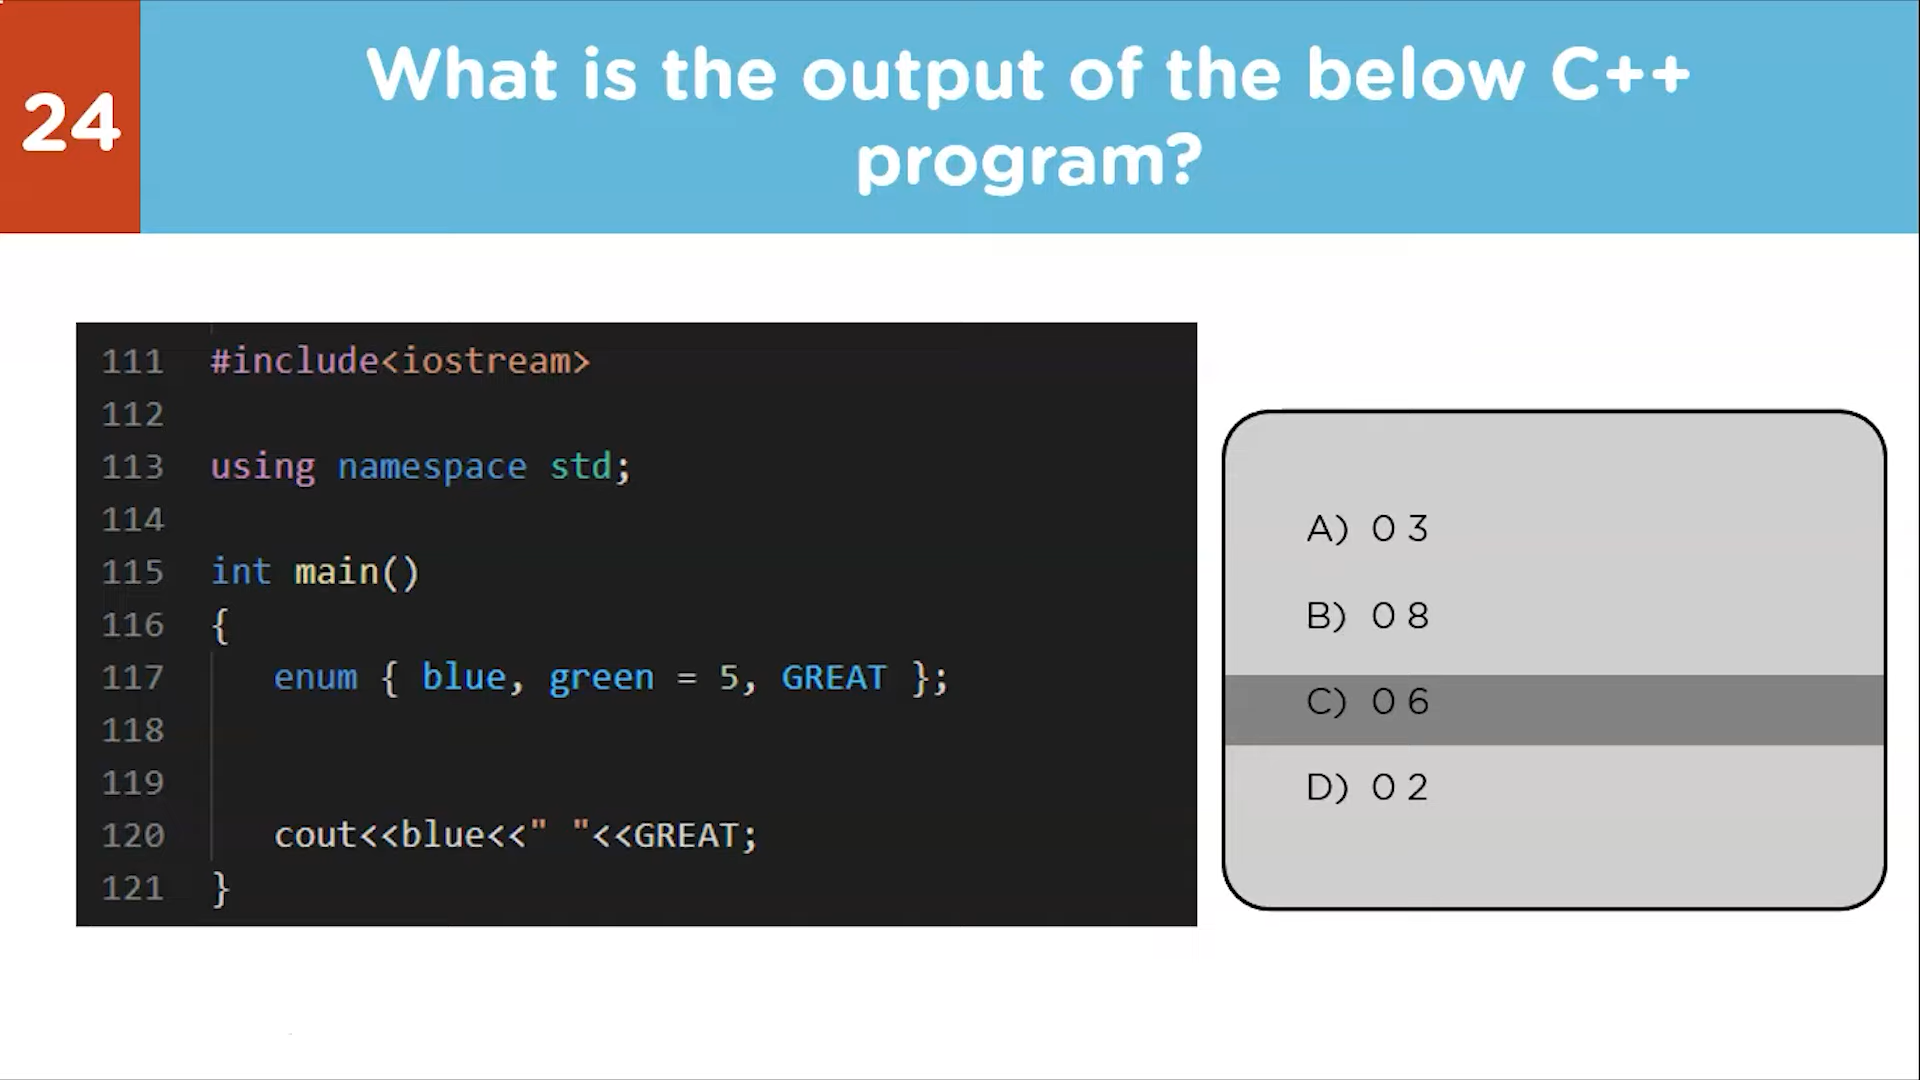 24
What is the output of the below C++
program?
111 #include<iostream>
112
113 using namespace std;
114
115 int main()
116 {
117 enum { blue, green = 5, GREAT };
118
119
120 cout<<blue<<" "<<GREAT;
121 }
A) 0 3
B) 0 8
C) 0 6
D) 0 2